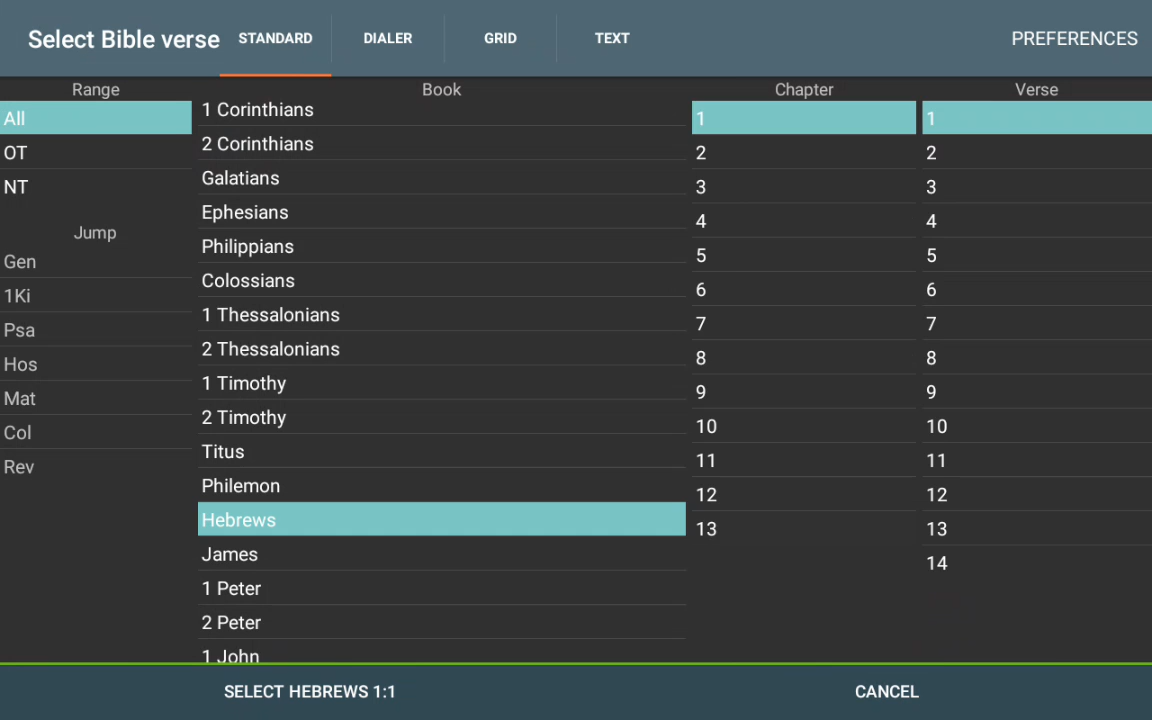 Select Bible verse
STANDARD
DIALER
GRID
TEXT
PREFERENCES
Range
All
OT
NT
Jump
Gen
1Ki
Psa
Hos
Mat
Col
Rev
Book
1 Corinthians
2 Corinthians
Galatians
Ephesians
Philippians
Colossians
1 Thessalonians
2 Thessalonians
1 Timothy
2 Timothy
Titus
Philemon
Hebrews
James
1 Peter
2 Peter
1 John
Chapter
1
2
3
4
5
6
7
8
9
10
11
12
13
Verse
1
2
3
4
5
6
7
8
9
10
11
12
13
14
SELECT HEBREWS 1:1
CANCEL